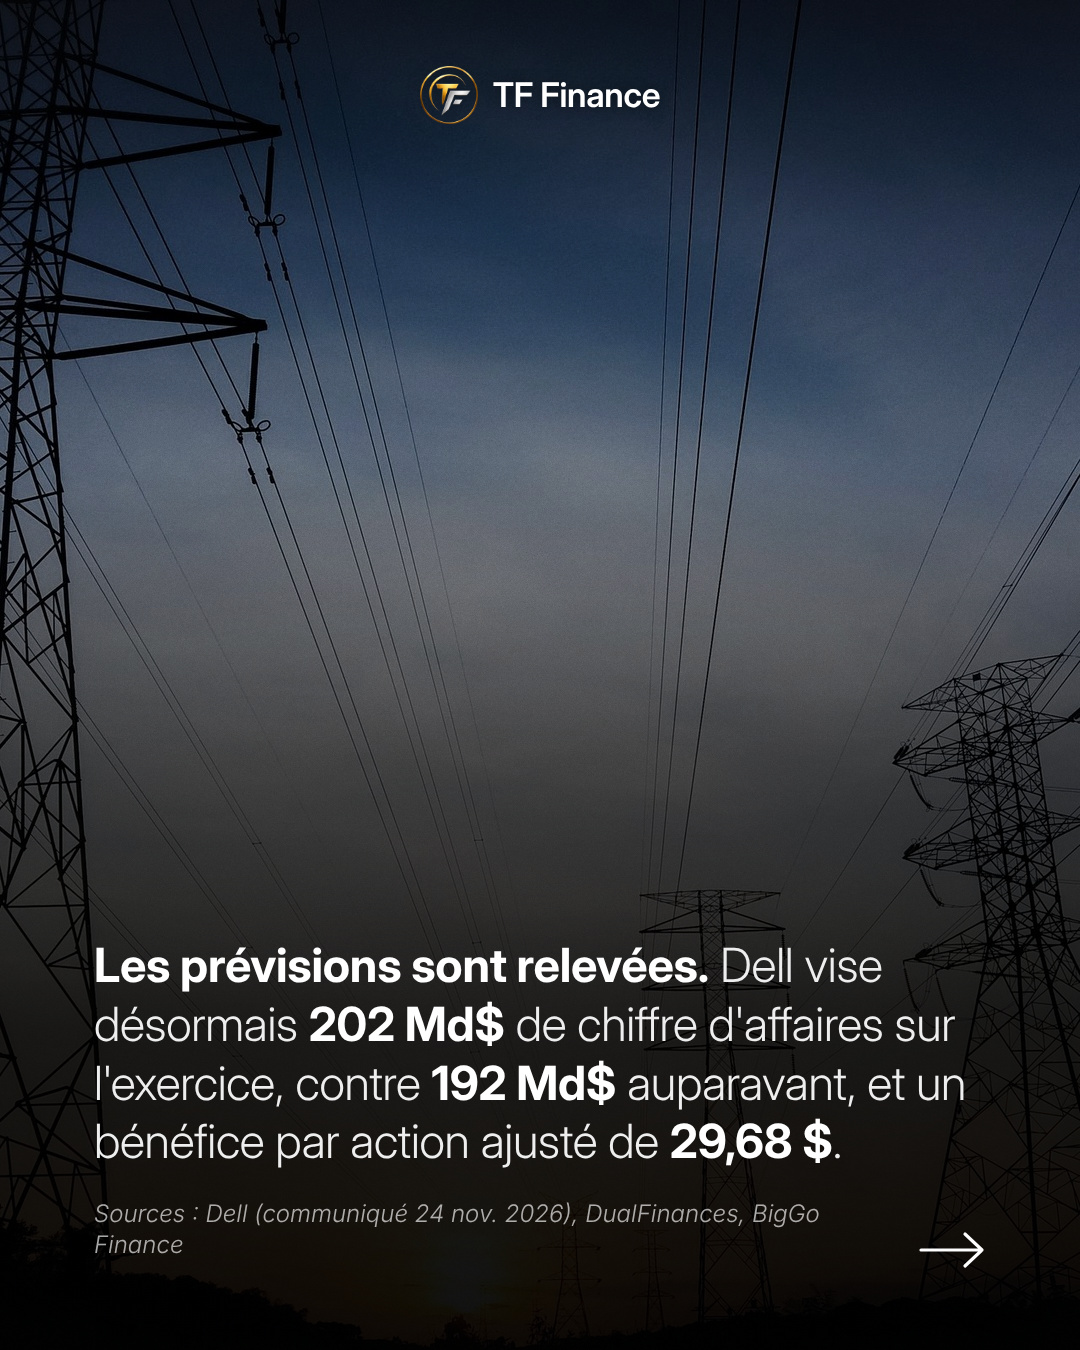 TF Finance
Les prévisions sont relevées. Dell vise
désormais 202 Md$ de chiffre d'affaires sur
l'exercice, contre 192 Md$ auparavant, et un
bénéfice par action ajusté de 29,68 $.
Sources : Dell (communiqué 24 nov. 2026), DualFinances, BigGo
Finance